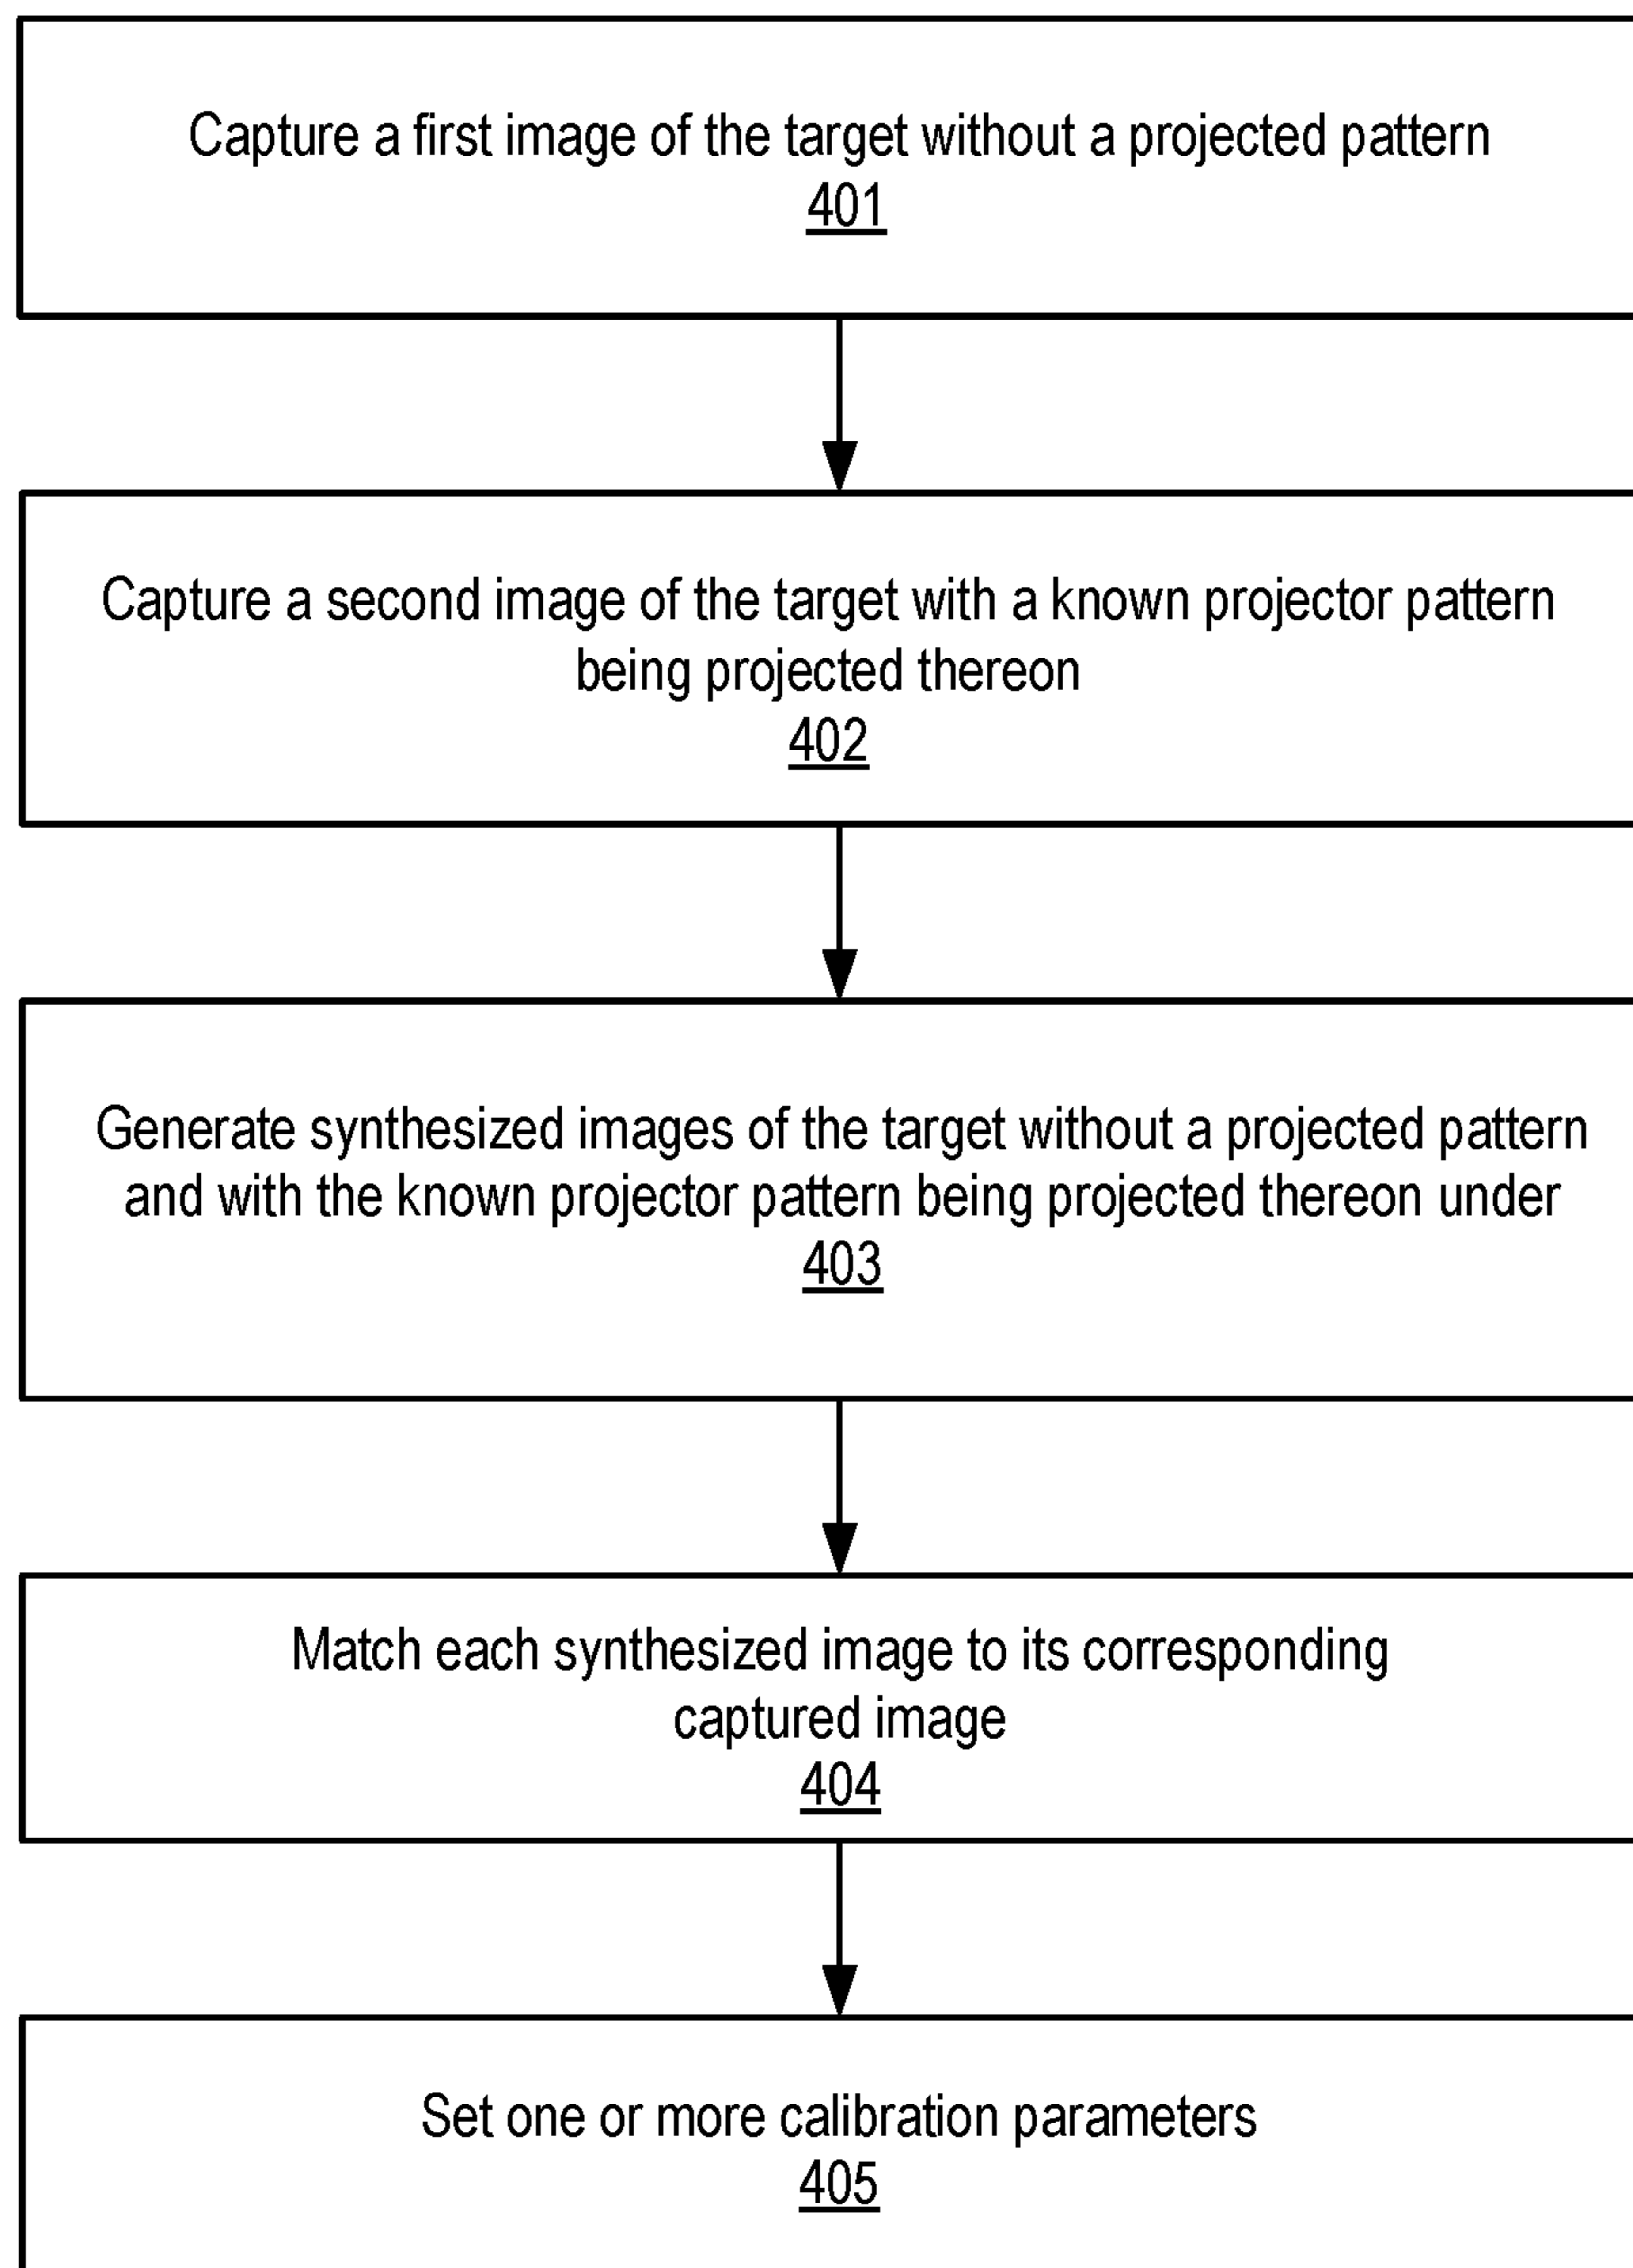 Capture a first image of the target without a projected pattern
401
Capture a second image of the target with a known projector pattern
being projected thereon
402
Generate synthesized images of the target without a projected pattern
and with the known projector pattern being projected thereon under
403
Match each synthesized image to its corresponding
captured image
404
Set one or more calibration parameters
405